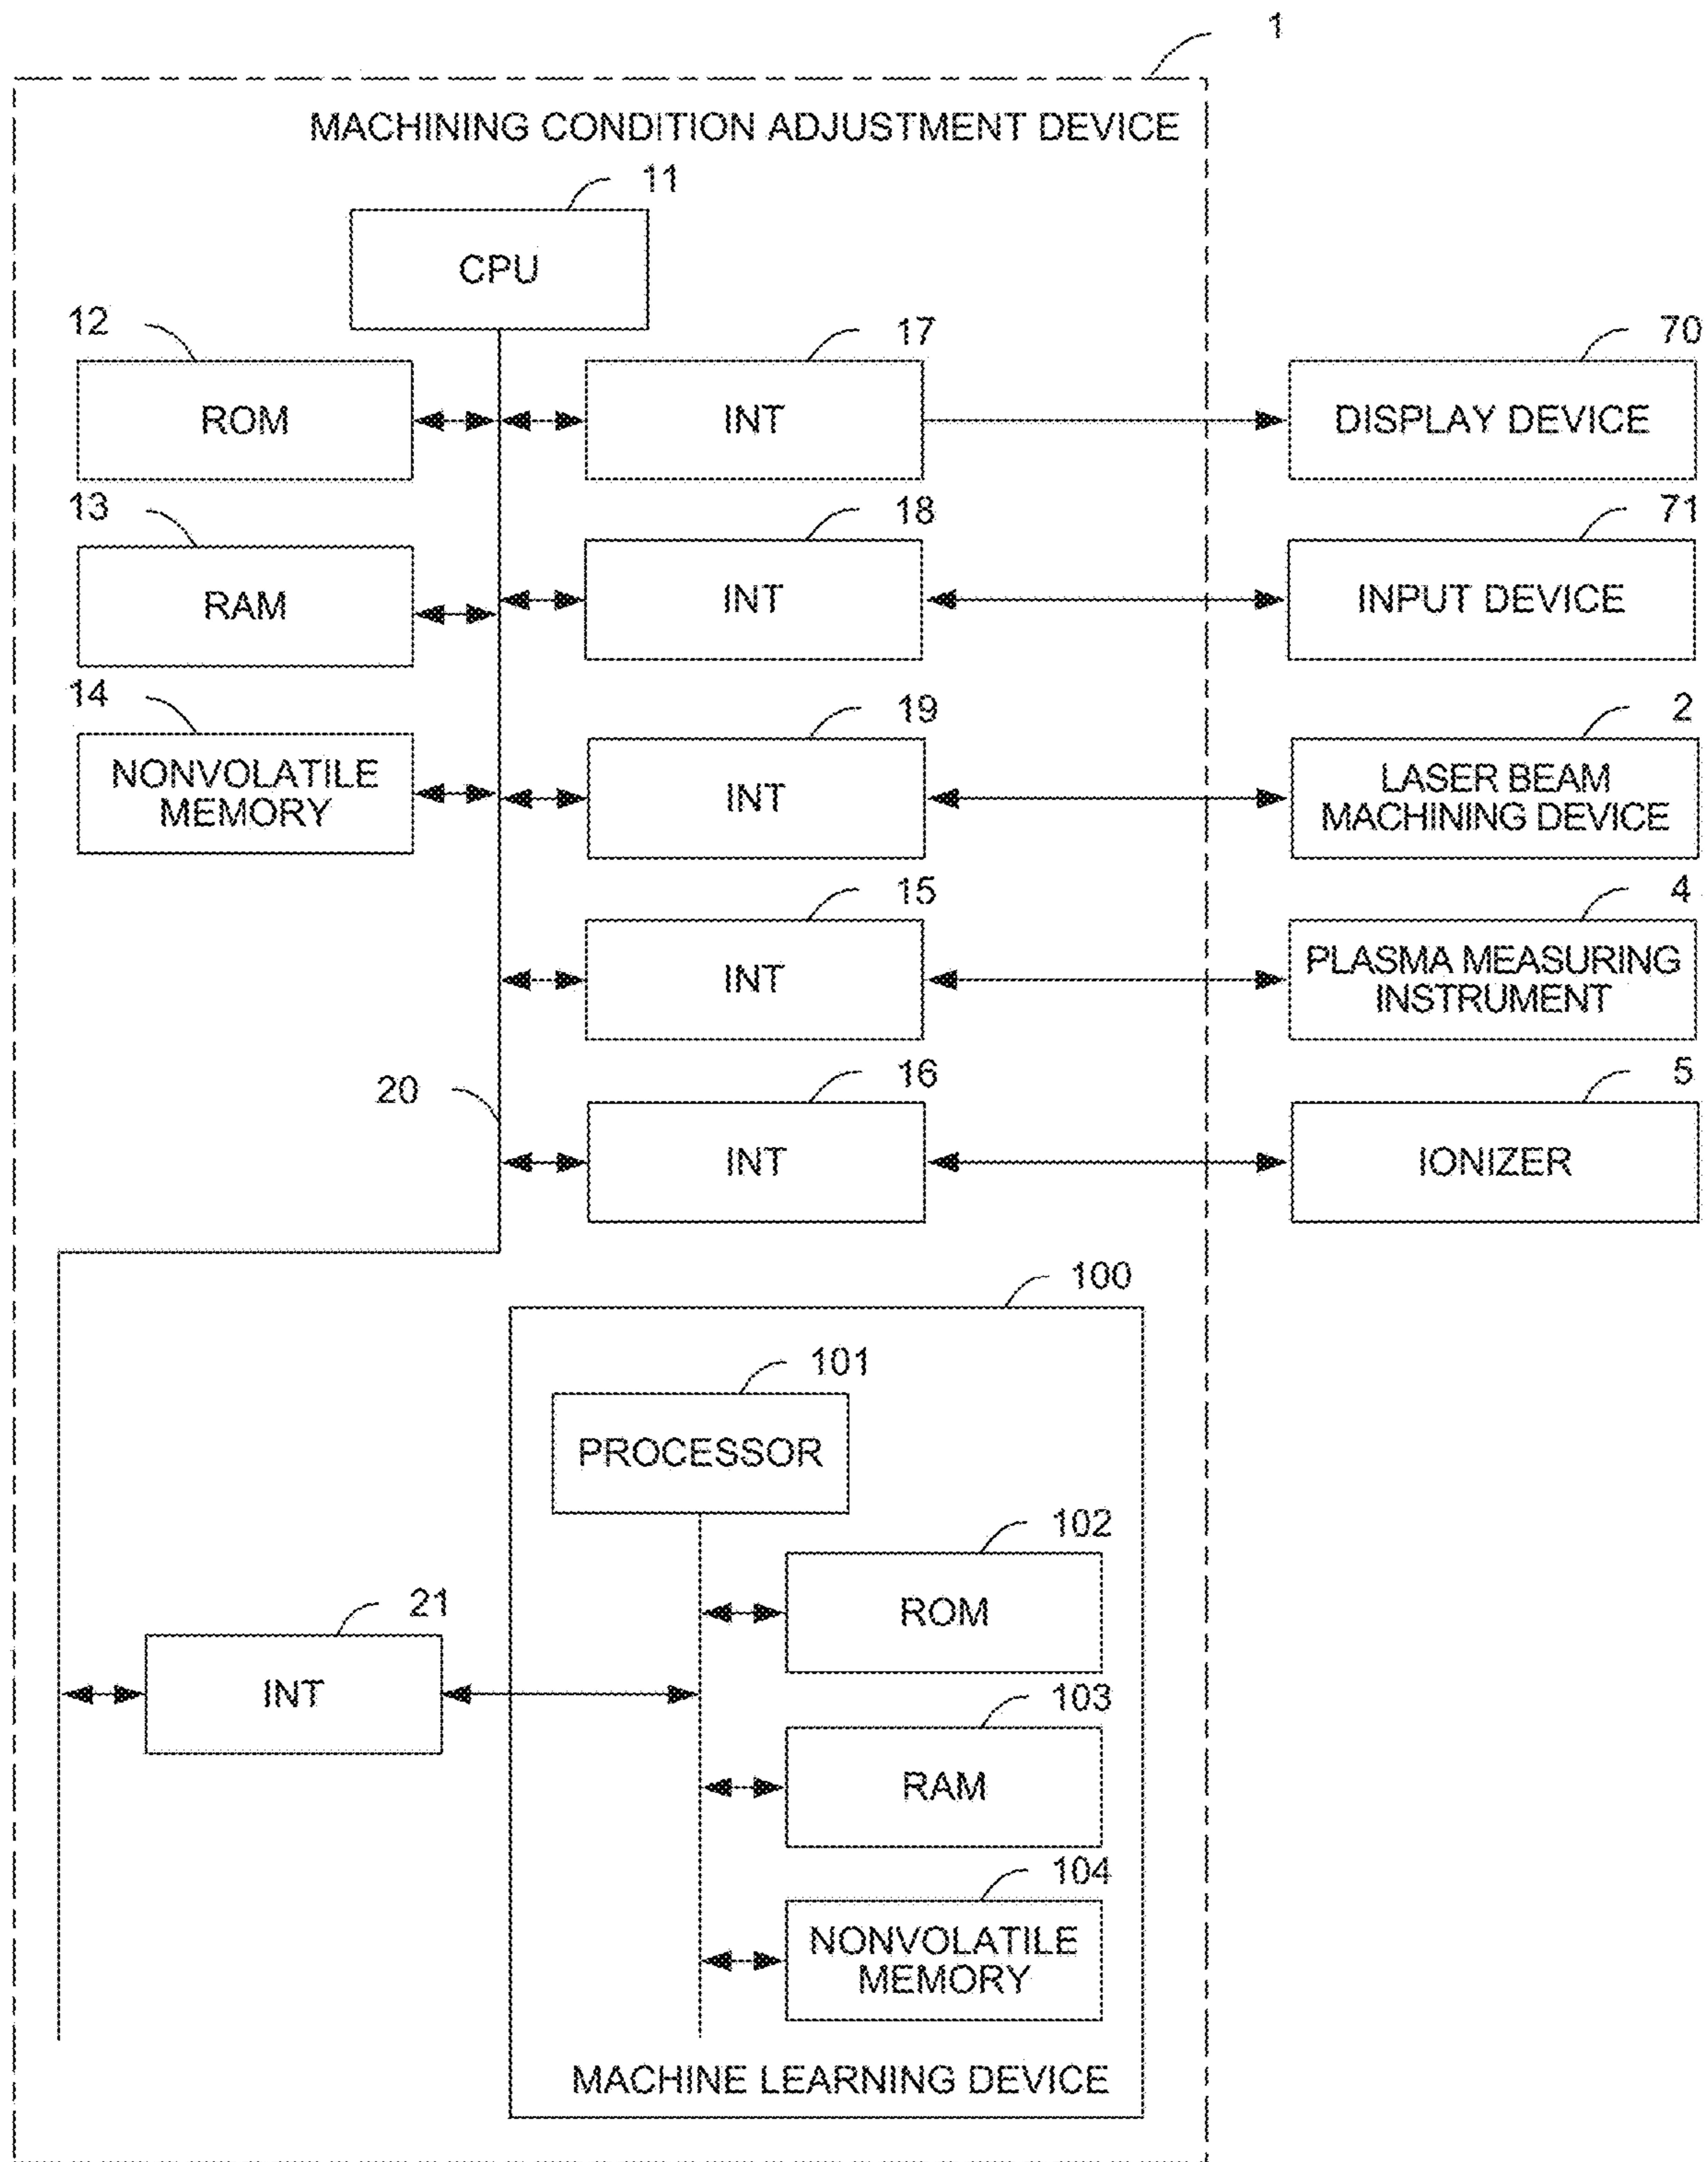 1
MACHINING CONDITION ADJUSTMENT DEVICE
11
CPU
12
ROM
17
INT
70
DISPLAY DEVICE
13
RAM
18
INT
71
INPUT DEVICE
14
NONVOLATILE
MEMORY
19
INT
2
LASER BEAM
MACHINING DEVICE
15
INT
4
PLASMA MEASURING
INSTRUMENT
20
16
INT
5
IONIZER
100
101
PROCESSOR
102
ROM
21
INT
103
RAM
104
NONVOLATILE
MEMORY
MACHINE LEARNING DEVICE